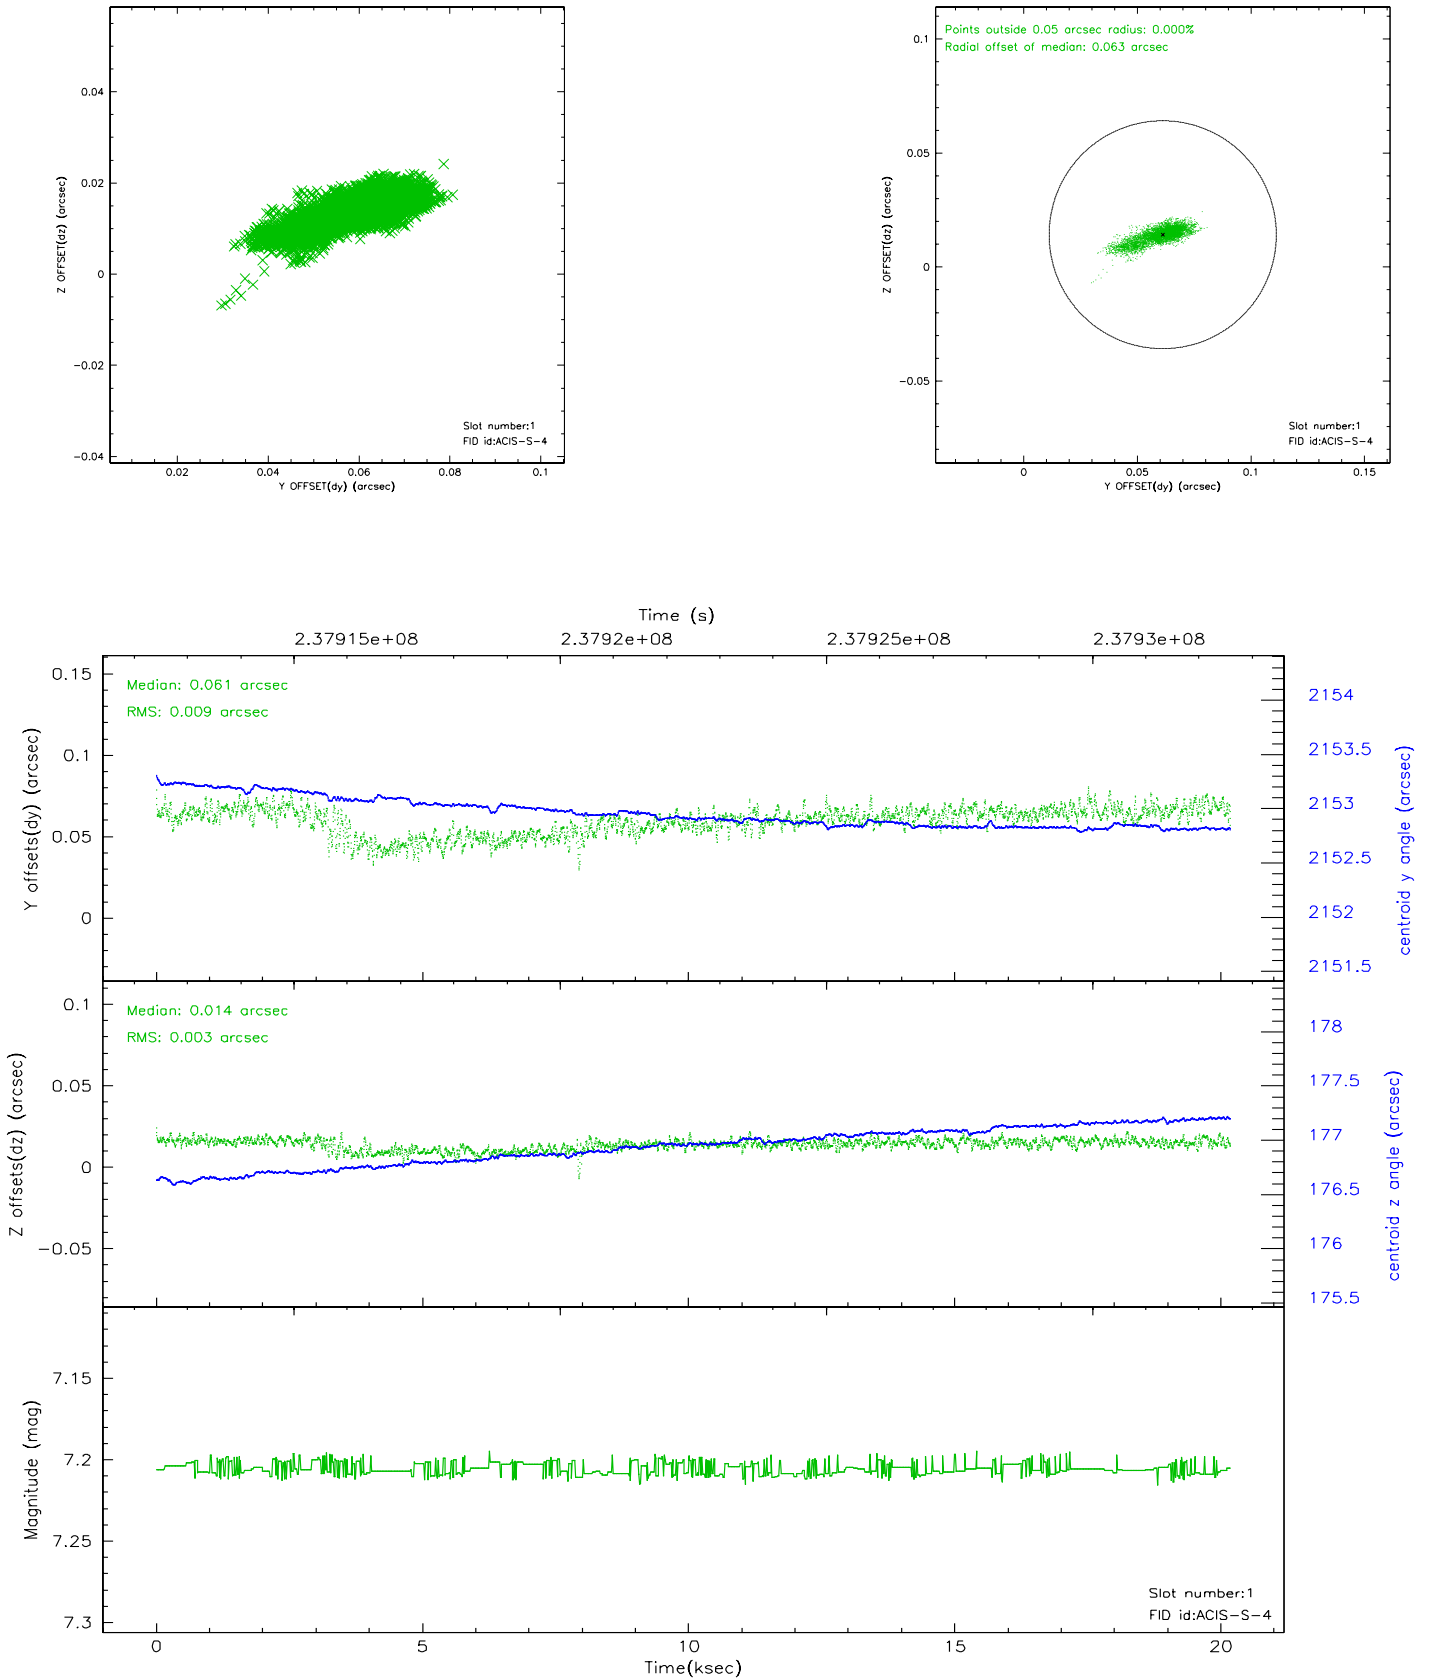 0.04
0.02
0
−0.02
−0.04
Z OFFSET(dz) (arcsec)
0.02
0.04
0.06
0.08
0.1
Y OFFSET(dy) (arcsec)
Slot number:1
FID id:ACIS−S−4
Points outside 0.05 arcsec radius: 0.000%
Radial offset of median: 0.063 arcsec
0.1
0.05
0
−0.05
Z OFFSET(dz) (arcsec)
0
0.05
0.1
0.15
Y OFFSET(dy) (arcsec)
Slot number:1
FID id:ACIS−S−4
Time (s)
2.37915e+08
2.3792e+08
2.37925e+08
2.3793e+08
Median: 0.061 arcsec
RMS: 0.009 arcsec
0.15
0.1
0.05
0
Y offsets(dy) (arcsec)
2154
2153.5
2153
2152.5
2152
2151.5
centroid y angle (arcsec)
Median: 0.014 arcsec
RMS: 0.003 arcsec
0.1
0.05
0
−0.05
Z offsets(dz) (arcsec)
178
177.5
177
176.5
176
175.5
centroid z angle (arcsec)
7.15
7.2
7.25
7.3
Magnitude (mag)
Slot number:1
FID id:ACIS−S−4
0
5
10
15
20
Time(ksec)